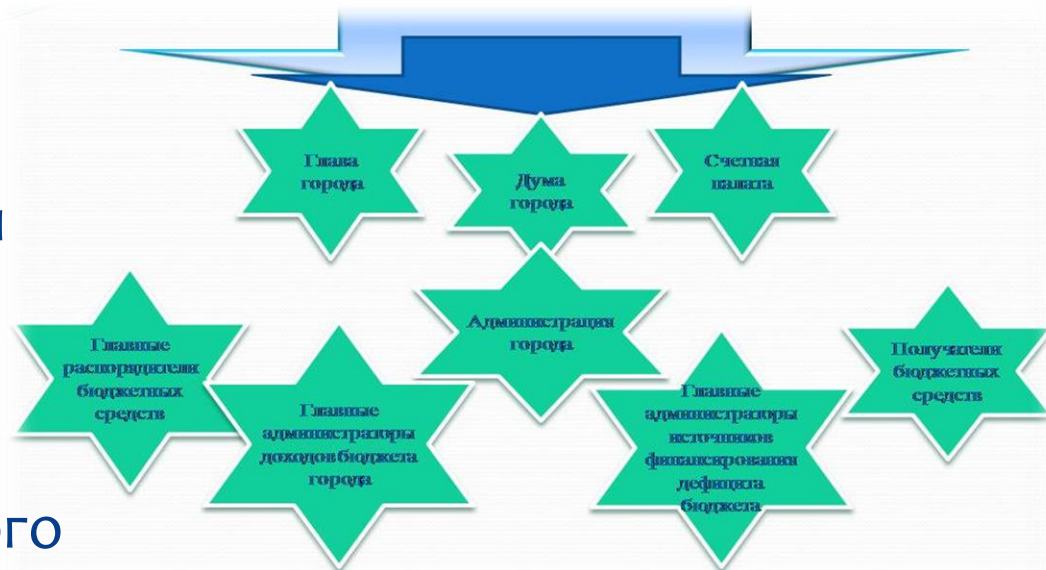 Глава
города
Дума
города
Счетная
палата
Администрация
города
Главные
распорядители
бюджетных
средств
Главные
администраторы
доходов бюджета
города
Главные
администраторы
источников
финансирования
дефицита
бюджета
Получатели
бюджетных
средств